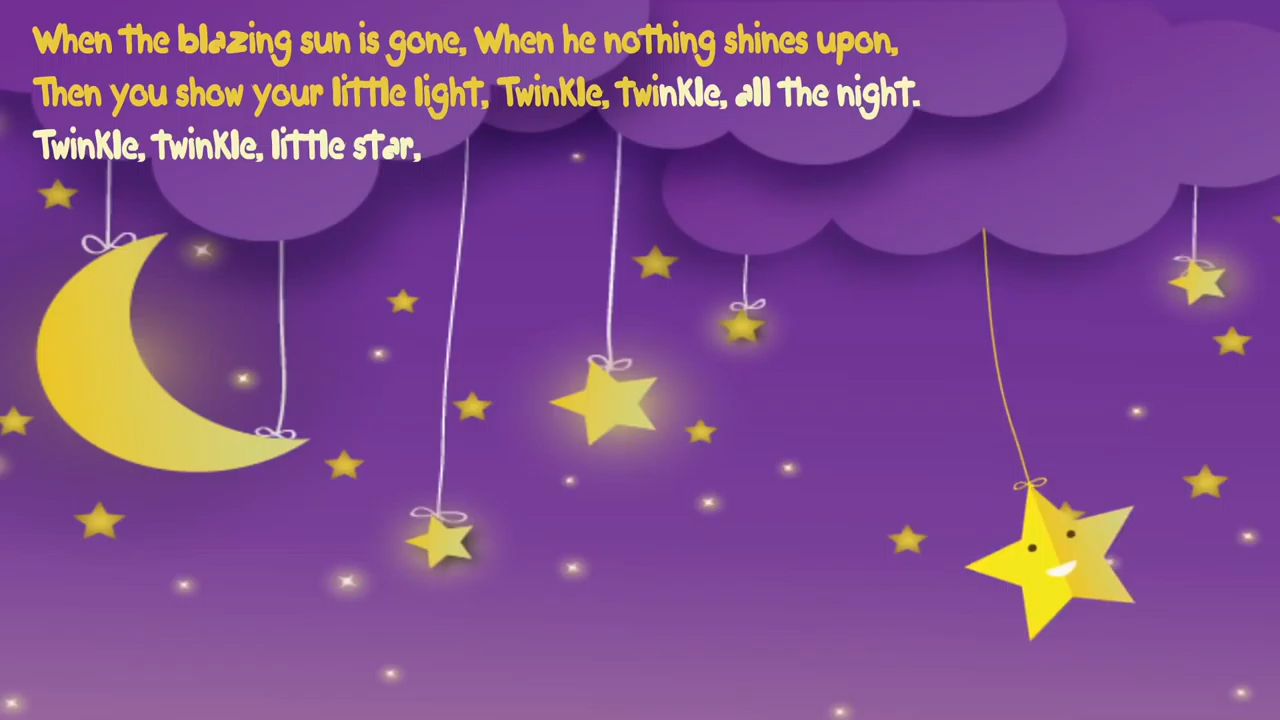 When the blazing sun is gone, When he nothing shines upon,
Then you show your little light, Twinkle, twinkle, all the night.
Twinkle, twinkle, little star,